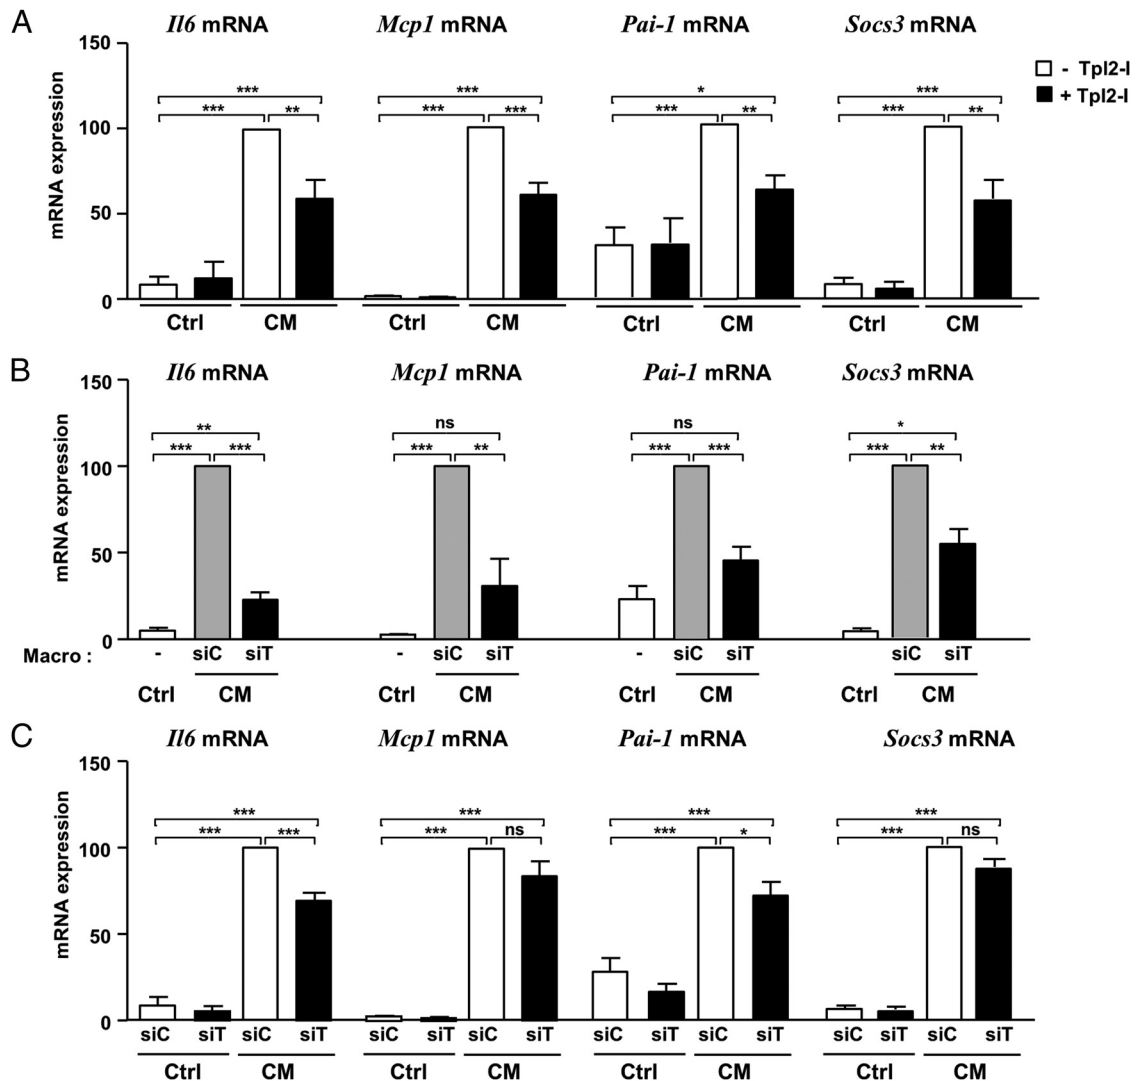 A
Il6 mRNA Mcp1 mRNA Pai-1 mRNA Socs3 mRNA
150
- Tpl2-I
+ Tpl2-I
*** *** * ***
*** ** *** *** *** ** *** **
100
mRNA expression
50
0
Ctrl CM Ctrl CM Ctrl CM Ctrl CM
B
Il6 mRNA Mcp1 mRNA Pai-1 mRNA Socs3 mRNA
150
** ns ns *
*** *** *** ** *** *** *** **
100
mRNA expression
50
0
Macro : - siC siT - siC siT - siC siT siC siT
Ctrl CM Ctrl CM Ctrl CM Ctrl CM
C
Il6 mRNA Mcp1 mRNA Pai-1 mRNA Socs3 mRNA
150
*** *** *** ***
*** *** *** ns *** * *** ns
100
mRNA expression
50
0
siC siT siC siT siC siT siC siT siC siT siC siT siC siT siC siT
Ctrl CM Ctrl CM Ctrl CM Ctrl CM